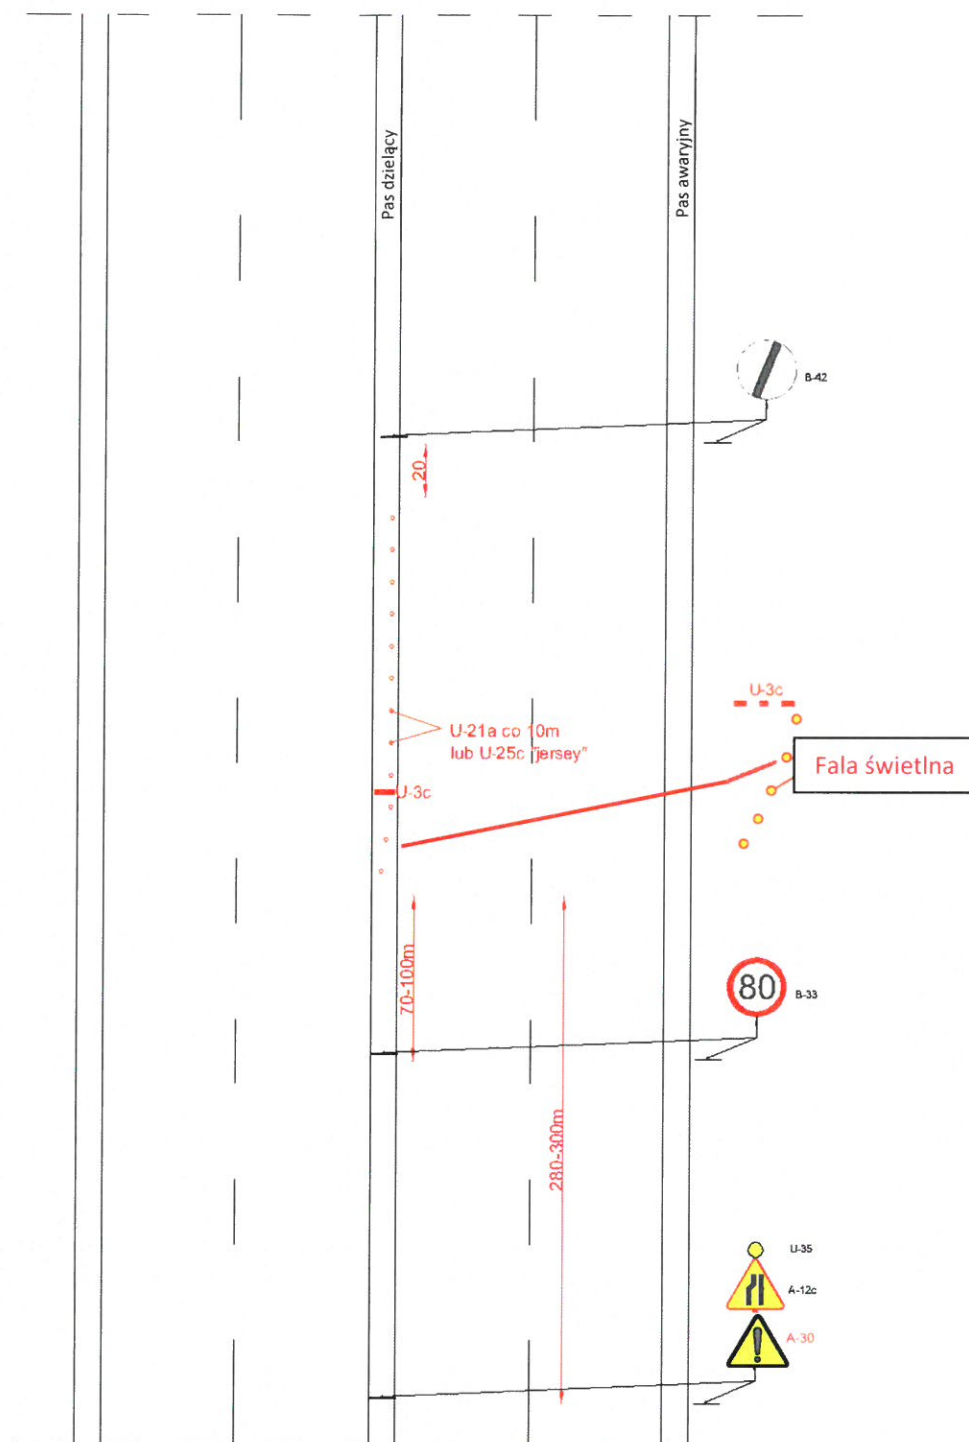 Pas dzielący
Pas awaryjny
B-42
20
U-3c
U-21a co 10m
lub U-25c "jersey"
Fala świetlna
U-3c
70-100m
80
B-33
280-300m
U-35
A-12c
A-30